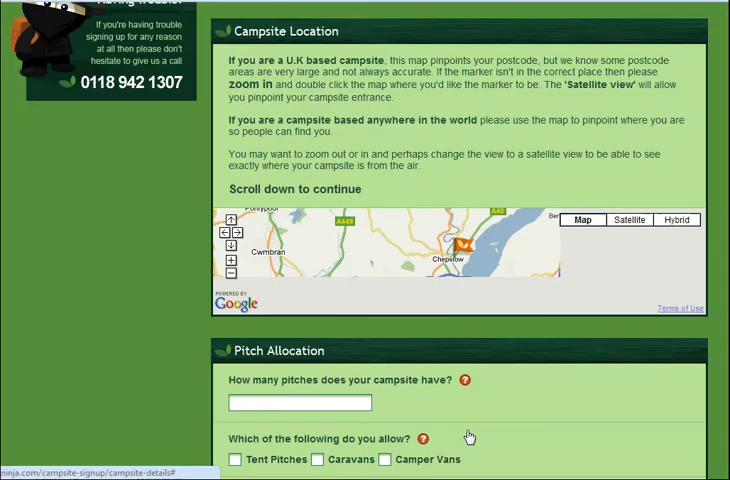 Having trouble?
If you're having trouble
signing up for any reason
at all then please don't
hesitate to give us a call
0118 942 1307
Campsite Location
If you are a U.K based campsite, this map pinpoints your postcode, but we know some postcode
areas are very large and not always accurate. If the marker isn't in the correct place then please
zoom in and double click the map where you'd like the marker to be. The 'Satellite view' will allow
you pinpoint your campsite entrance.
If you are a campsite based anywhere in the world please use the map to pinpoint where you are
so people can find you.
You may want to zoom out or in and perhaps change the view to a satellite view to be able to see
exactly where your campsite is from the air.
Scroll down to continue
Pontypool
A449
A48
Map Satellite Hybrid
Cwmbran
Chepstow
POWERED BY
Google
Terms of Use
Pitch Allocation
How many pitches does your campsite have? ?
Which of the following do you allow? ?
Tent Pitches Caravans Camper Vans
ninja.com/campsite-signup/campsite-details#